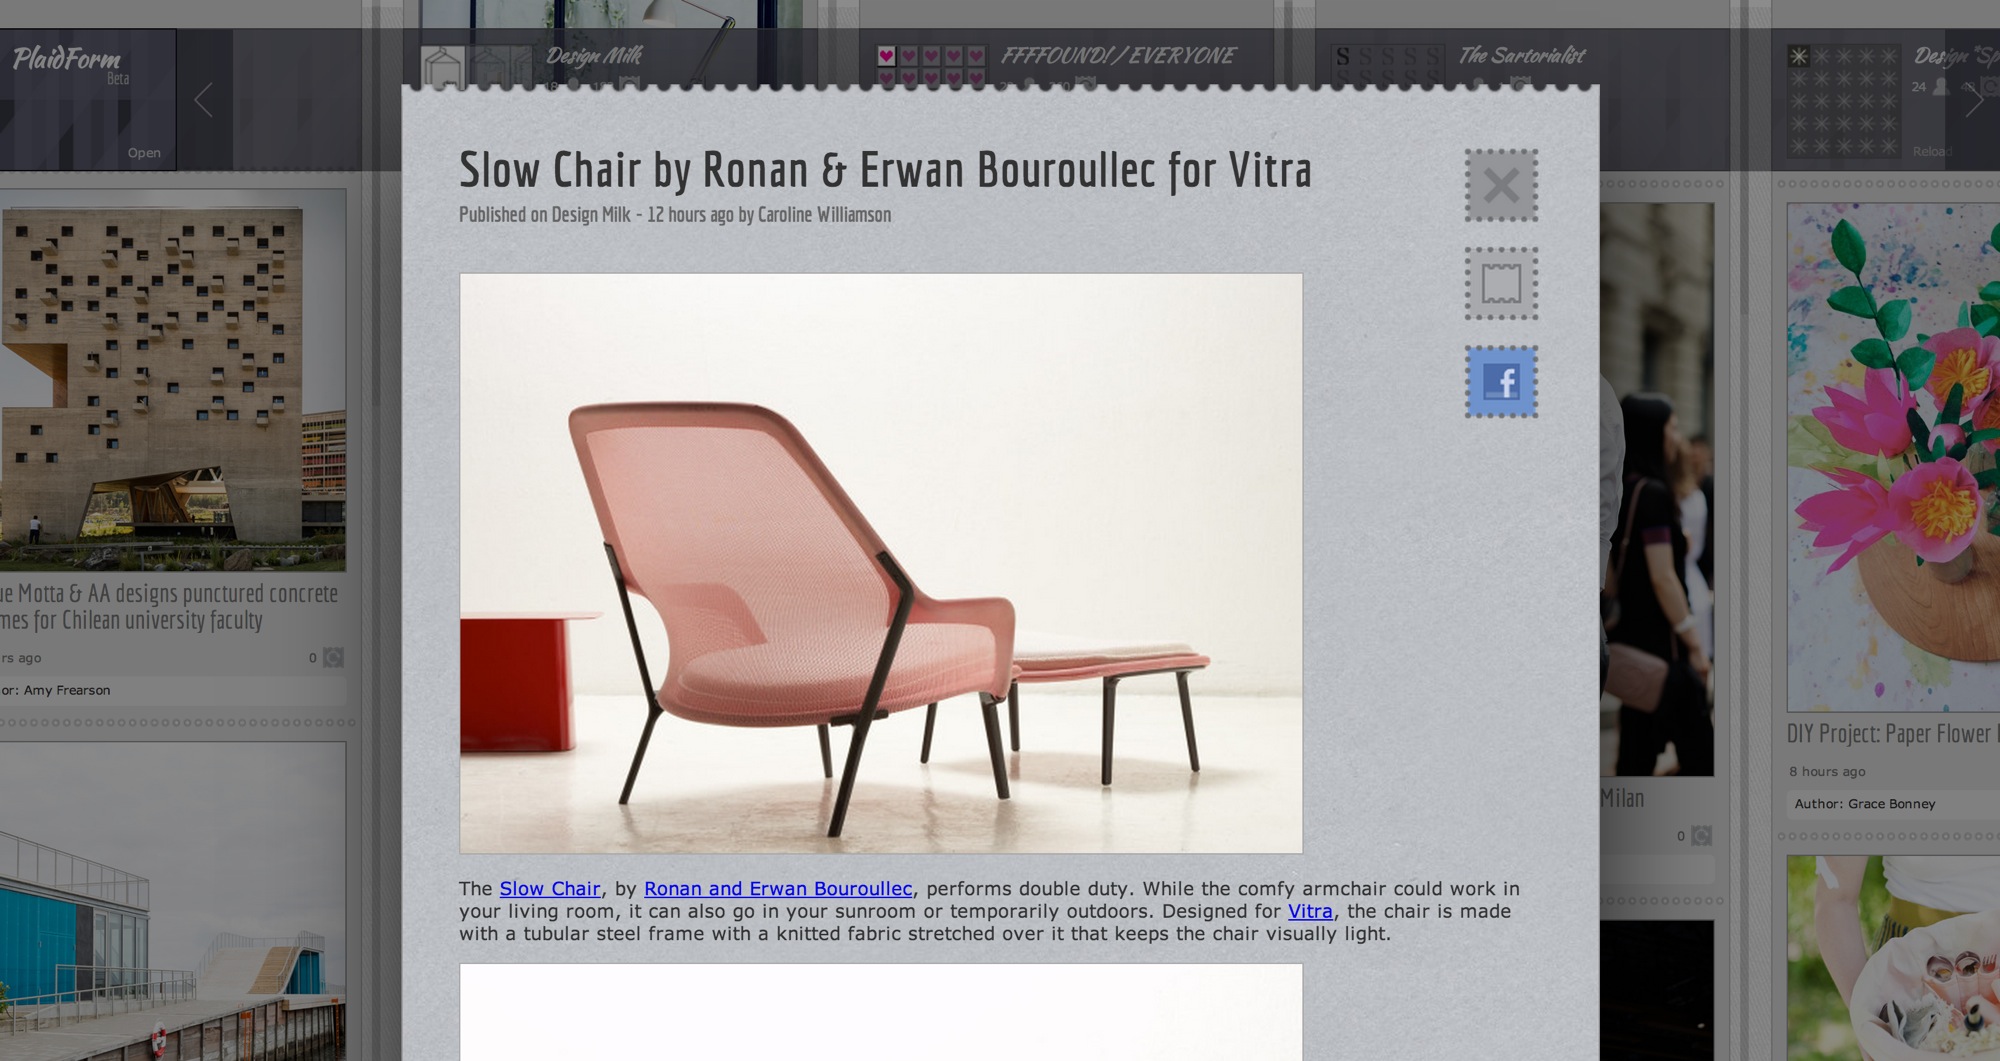 PlaidForm
Beta
Open
Design Milk
FFFFOUND! / EVERYONE
The Sartorialist
Design *Sp
24
Reload
Slow Chair by Ronan & Erwan Bouroullec for Vitra
Published on Design Milk - 12 hours ago by Caroline Williamson
The Slow Chair, by Ronan and Erwan Bouroullec, performs double duty. While the comfy armchair could work in
your living room, it can also go in your sunroom or temporarily outdoors. Designed for Vitra, the chair is made
with a tubular steel frame with a knitted fabric stretched over it that keeps the chair visually light.
ue Motta & AA designs punctured concrete
mes for Chilean university faculty
rs ago
0
or: Amy Frearson
Milan
0
DIY Project: Paper Flower
8 hours ago
Author: Grace Bonney